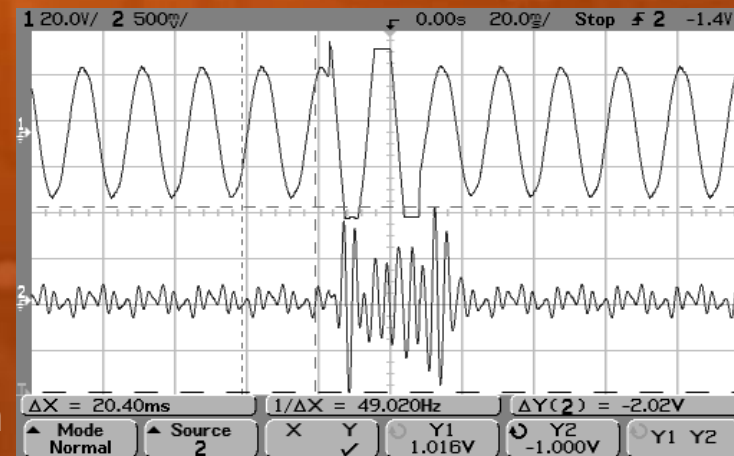 1 20.0V/ 2 500mV/ 0.00s 20.0ms/ Stop 2 -1.4V
1
2
T
ΔX = 20.40ms 1/ΔX = 49.020Hz ΔY(2) = -2.02V
Mode Source X Y Y1 Y2 Y1 Y2
Normal 2 ✓ 1.016V -1.000V